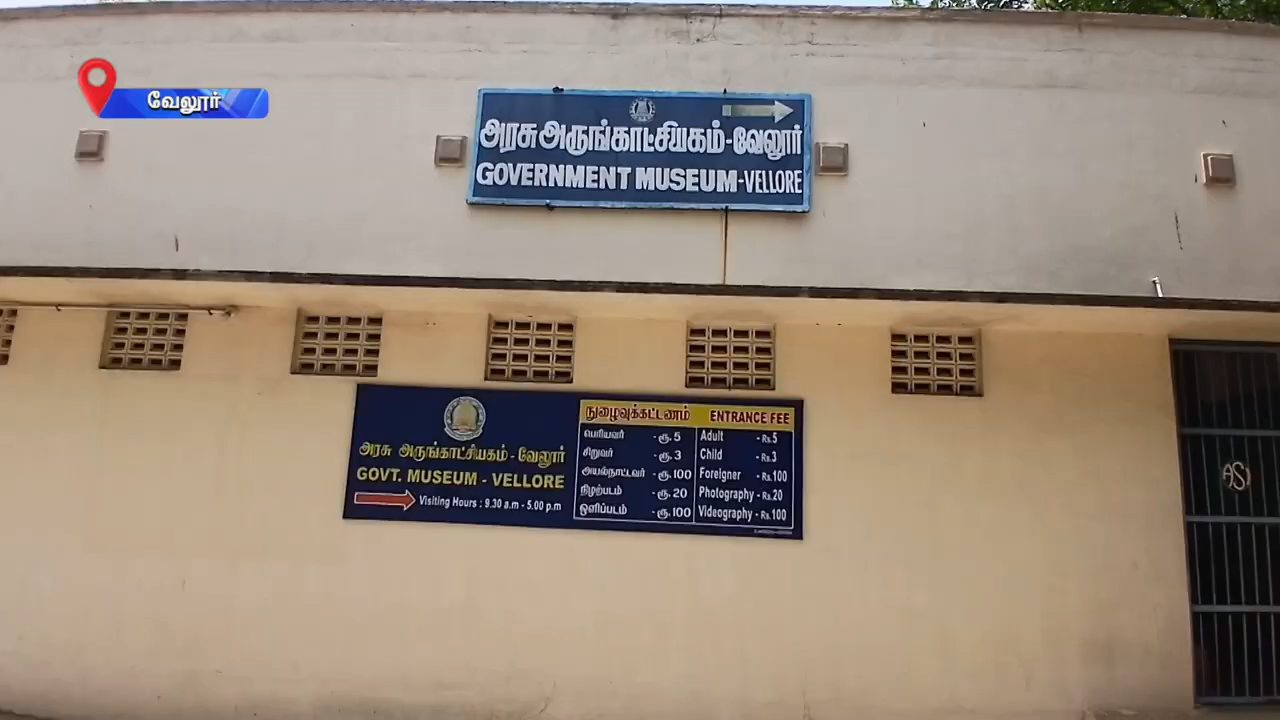 வேலூர்
அரசு அருங்காட்சியகம்-வேலூர்
GOVERNMENT MUSEUM-VELLORE
அரசு அருங்காட்சியகம் - வேலூர்
GOVT. MUSEUM - VELLORE
Visiting Hours : 9.30 a.m - 5.00 p.m
நுழைவுக்கட்டணம் ENTRANCE FEE
பெரியவர் - ரூ. 5 Adult - Rs.5
சிறுவர் - ரூ. 3 Child - Rs.3
அயல்நாட்டவர் - ரூ.100 Foreigner - Rs.100
நிழற்படம் - ரூ. 20 Photography - Rs.20
ஒளிப்படம் - ரூ. 100 Videography - Rs.100
ASI